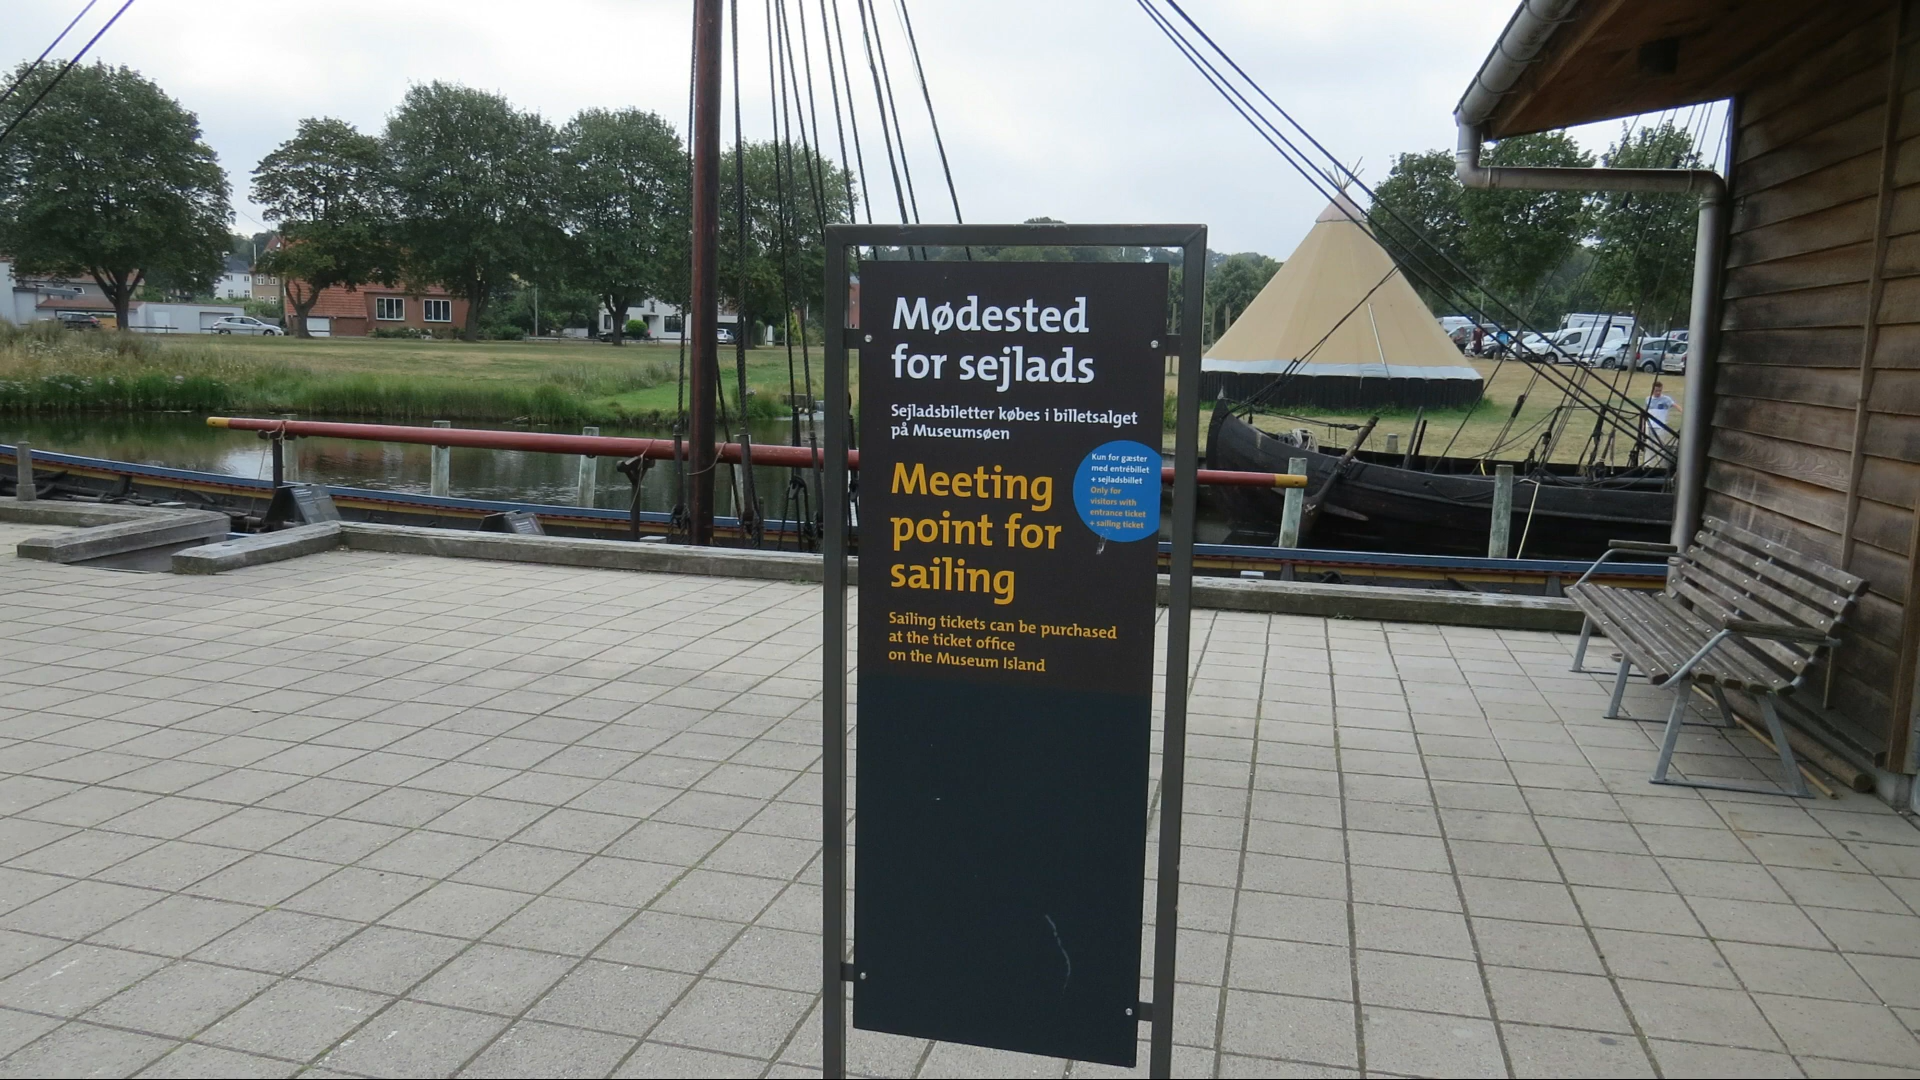 Mødested
for sejlads
Sejladsbiletter købes i billetsalget
på Museumsøen
Kun for gæster
med entrébillet
+ sejladsbillet
Only for
visitors with
entrance ticket
+ sailing ticket
Meeting
point for
sailing
Sailing tickets can be purchased
at the ticket office
on the Museum Island